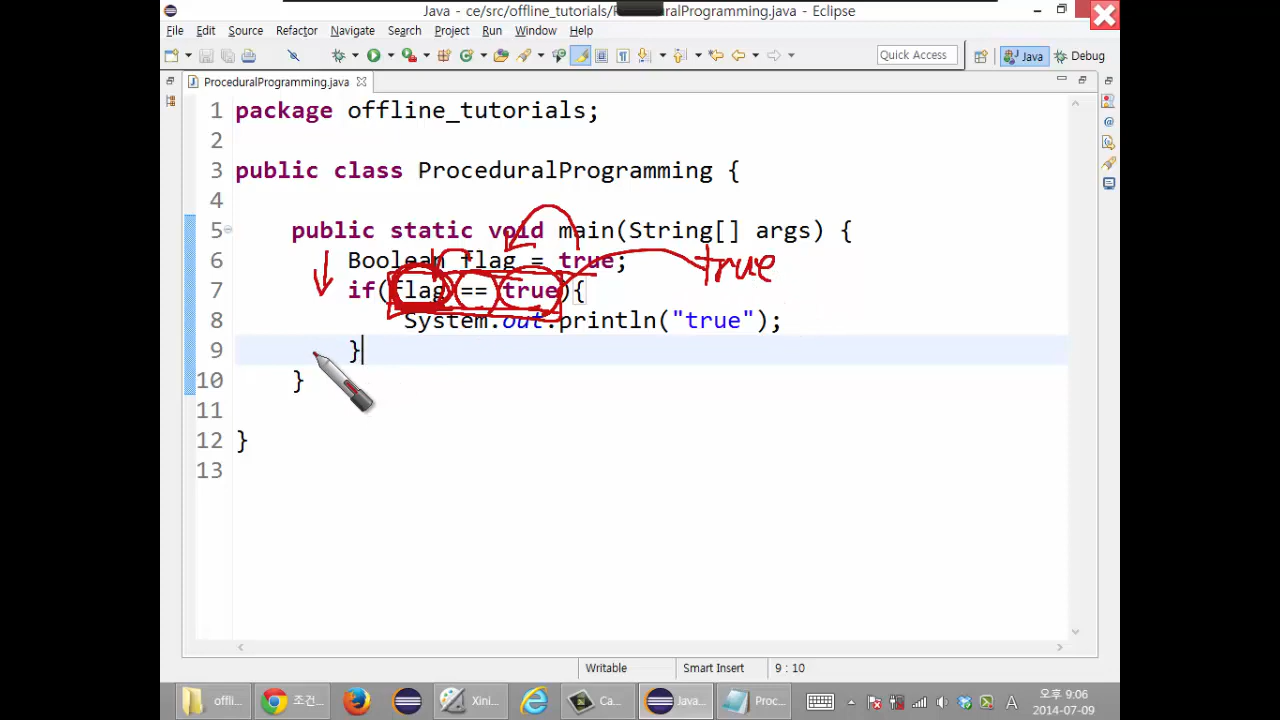 Java - ce/src/offline_tutorials/ProceduralProgramming.java - Eclipse
File Edit Source Refactor Navigate Search Project Run Window Help
Quick Access Java Debug
ProceduralProgramming.java
1 package offline_tutorials;
2
3 public class ProceduralProgramming {
4
5 public static void main(String[] args) {
6 Boolean flag = true;
true
7 if(flag == true){
8 System.out.println("true");
9 }
10 }
11
12 }
13
Writable Smart Insert 9 : 10
offli... 조건... Xini... Ca... Java... Proc... A 오후 9:06
2014-07-09